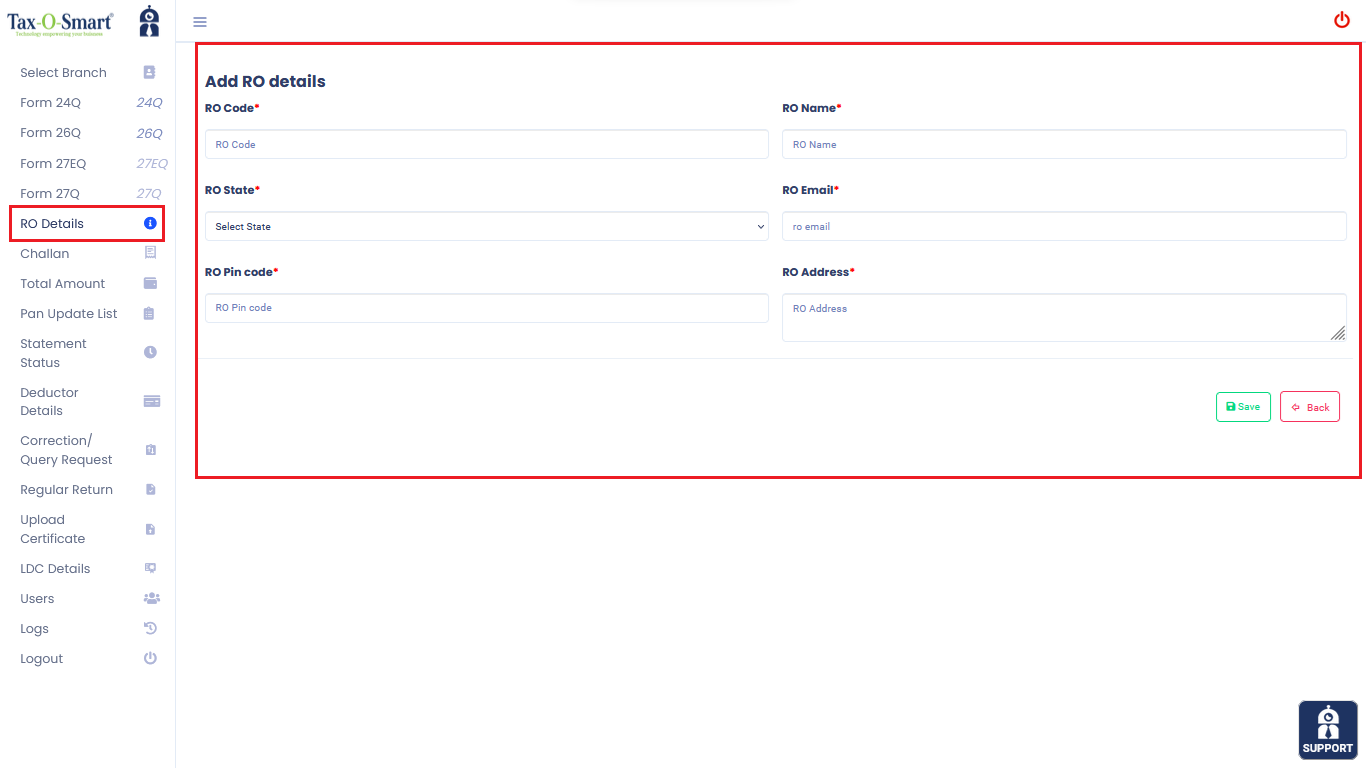 Tax-O-Smart®
Technology empowering your business
Select Branch
Form 24Q 24Q
Form 26Q 26Q
Form 27EQ 27EQ
Form 27Q 27Q
RO Details
Challan
Total Amount
Pan Update List
Statement
Status
Deductor
Details
Correction/
Query Request
Regular Return
Upload
Certificate
LDC Details
Users
Logs
Logout
Add RO details
RO Code* RO Name*
RO Code RO Name
RO State* RO Email*
Select State ro email
RO Pin code* RO Address*
RO Pin code RO Address
Save Back
SUPPORT